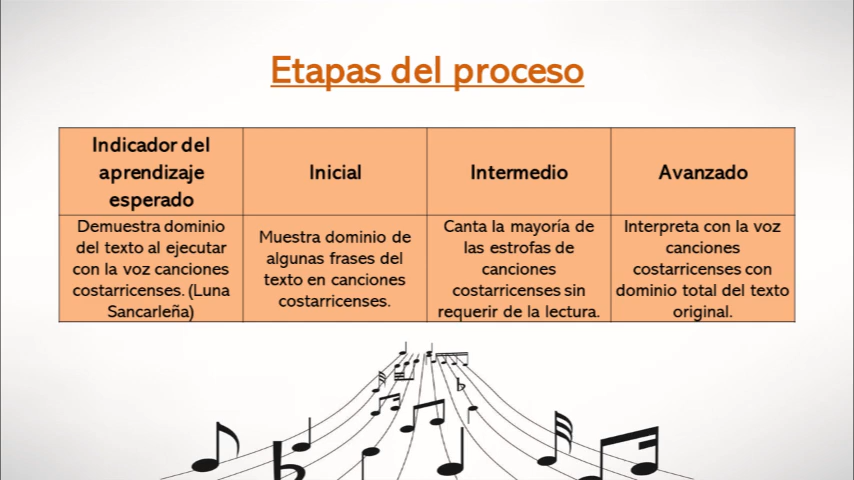 Etapas del proceso
Indicador del
aprendizaje
esperado
Inicial
Intermedio
Avanzado
Demuestra dominio
del texto al ejecutar
con la voz canciones
costarricenses. (Luna
Sancarleña)
Muestra dominio de
algunas frases del
texto en canciones
costarricenses.
Canta la mayoría de
las estrofas de
canciones
costarricenses sin
requerir de la lectura.
Interpreta con la voz
canciones
costarricenses con
dominio total del texto
original.